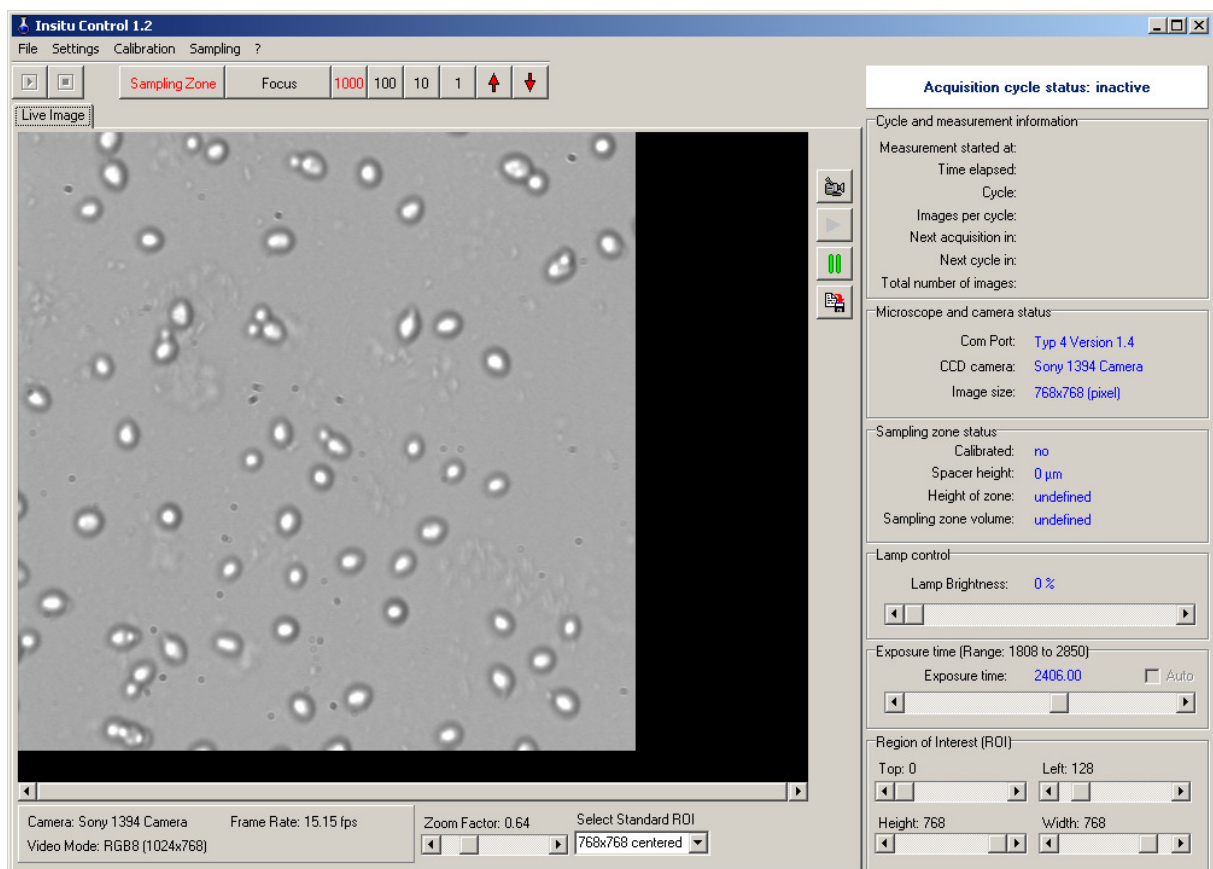 Insitu Control 1.2
File Settings Calibration Sampling ?
Sampling Zone Focus 1000 100 10 1
Live Image
Acquisition cycle status: inactive
Cycle and measurement information
Measurement started at:
Time elapsed:
Cycle:
Images per cycle:
Next acquisition in:
Next cycle in:
Total number of images:
Microscope and camera status
Com Port: Typ 4 Version 1.4
CCD camera: Sony 1394 Camera
Image size: 768x768 (pixel)
Sampling zone status
Calibrated: no
Spacer height: 0 µm
Height of zone: undefined
Sampling zone volume: undefined
Lamp control
Lamp Brightness: 0 %
Exposure time (Range: 1808 to 2850)
Exposure time: 2406.00 Auto
Region of Interest (ROI)
Top: 0 Left: 128
Height: 768 Width: 768
Camera: Sony 1394 Camera Frame Rate: 15.15 fps
Video Mode: RGB8 (1024x768)
Zoom Factor: 0.64
Select Standard ROI
768x768 centered